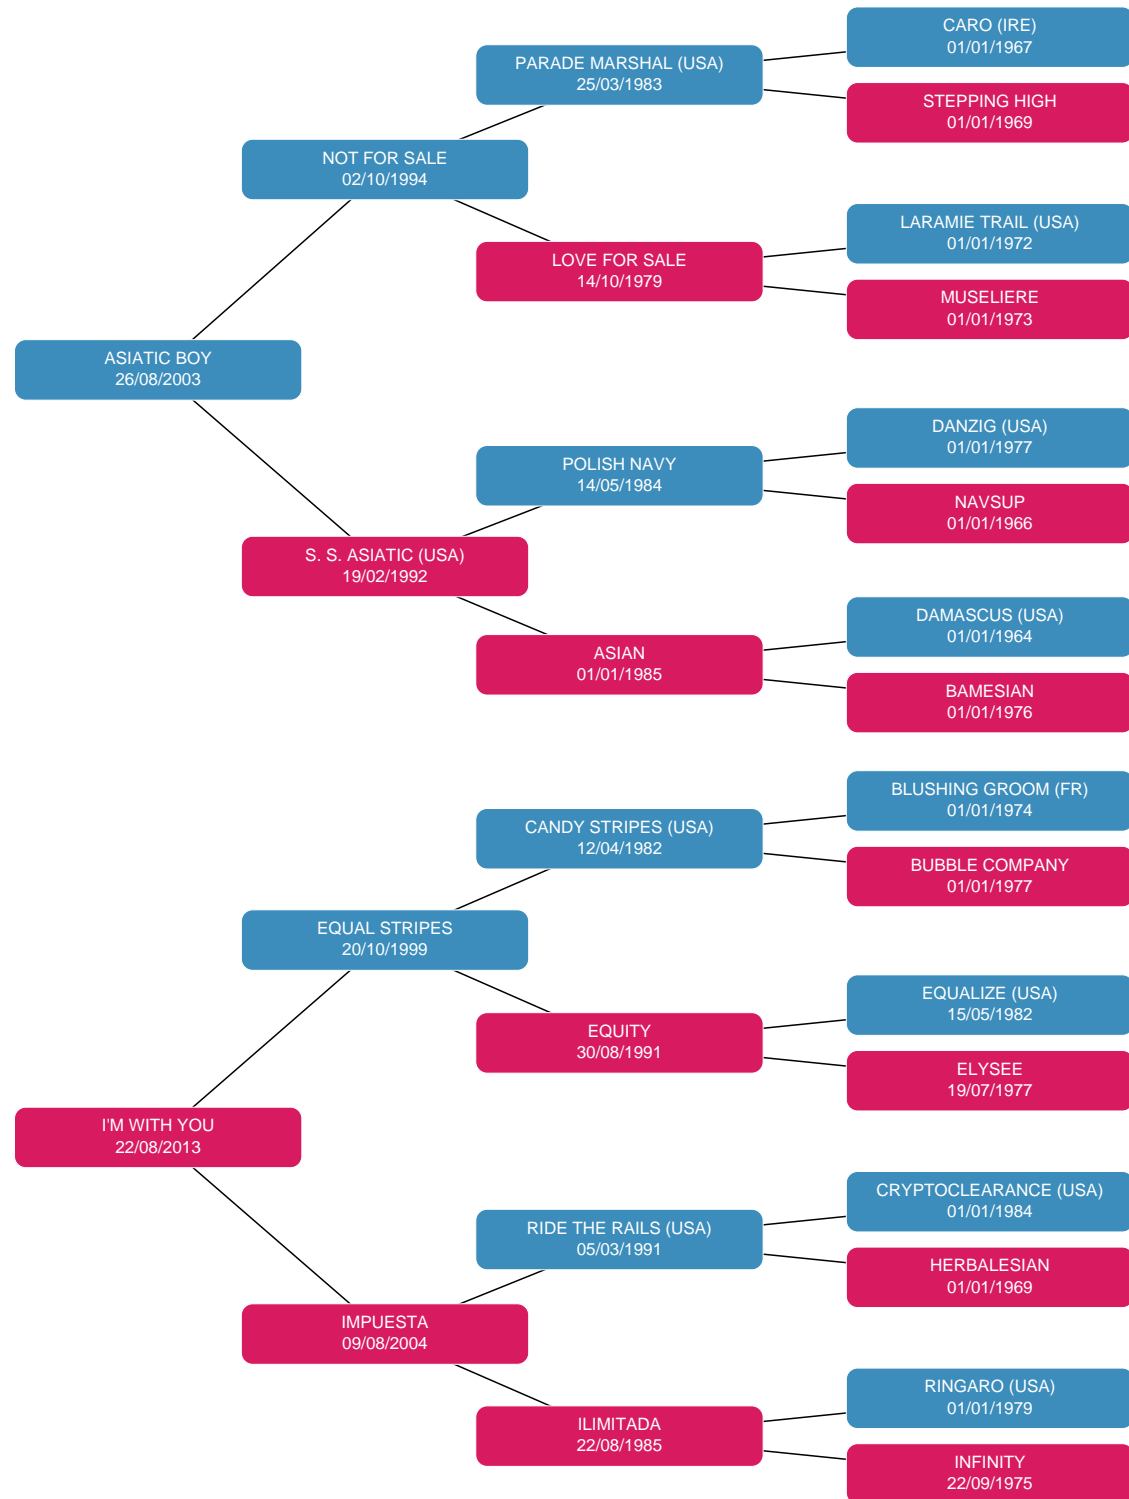 CARO (IRE)
01/01/1967
PARADE MARSHAL (USA)
25/03/1983
STEPPING HIGH
01/01/1969
NOT FOR SALE
02/10/1994
LARAMIE TRAIL (USA)
01/01/1972
LOVE FOR SALE
14/10/1979
MUSELIERE
01/01/1973
ASIATIC BOY
26/08/2003
DANZIG (USA)
01/01/1977
POLISH NAVY
14/05/1984
NAVSUP
01/01/1966
S. S. ASIATIC (USA)
19/02/1992
DAMASCUS (USA)
01/01/1964
ASIAN
01/01/1985
BAMESIAN
01/01/1976
BLUSHING GROOM (FR)
01/01/1974
CANDY STRIPES (USA)
12/04/1982
BUBBLE COMPANY
01/01/1977
EQUAL STRIPES
20/10/1999
EQUALIZE (USA)
15/05/1982
EQUITY
30/08/1991
ELYSEE
19/07/1977
I'M WITH YOU
22/08/2013
CRYPTOCLEARANCE (USA)
01/01/1984
RIDE THE RAILS (USA)
05/03/1991
HERBALESIAN
01/01/1969
IMPUESTA
09/08/2004
RINGARO (USA)
01/01/1979
ILIMITADA
22/08/1985
INFINITY
22/09/1975